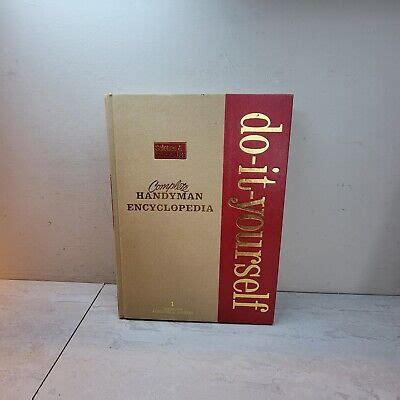 Complete
HANDYMAN
ENCYCLOPEDIA
1
do-it-yourself